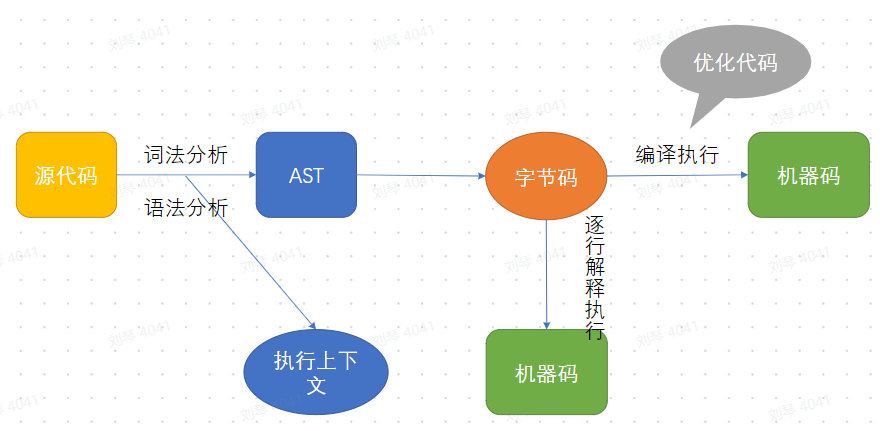 优化代码
源代码
词法分析
语法分析
AST
字节码
编译执行
机器码
逐行解释执行
执行上下
文
机器码
刘琴 4041